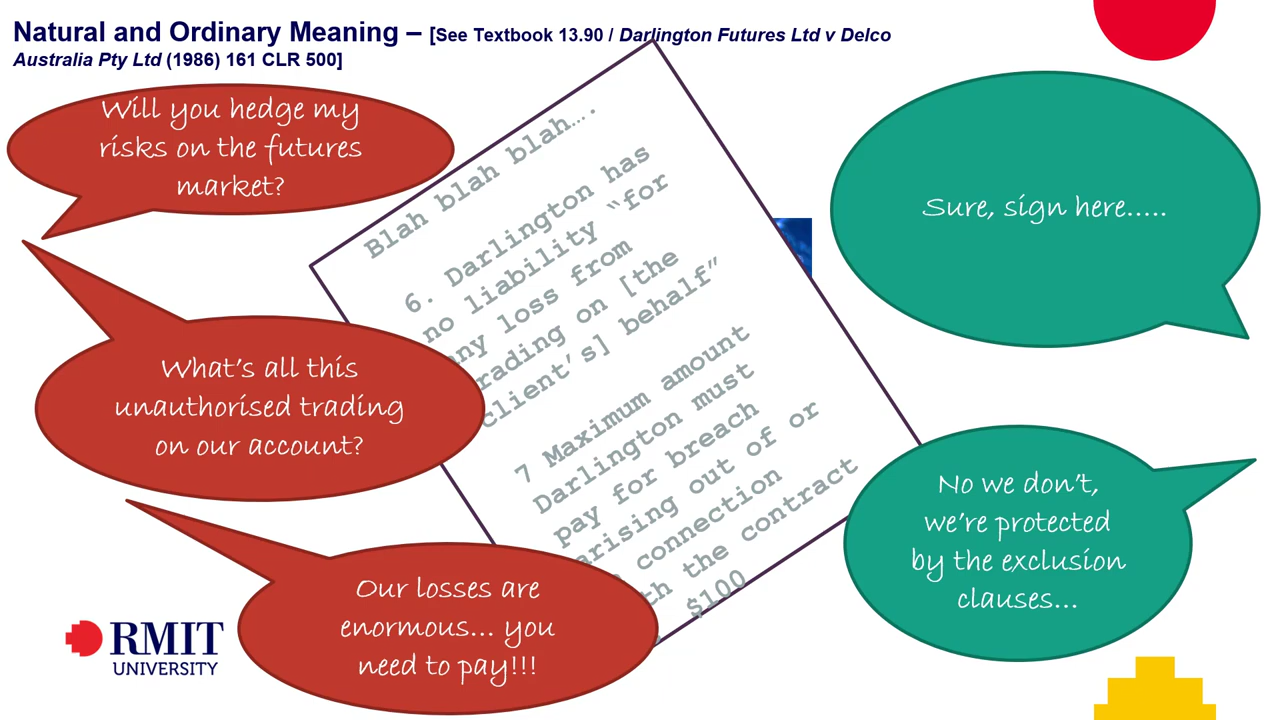 Natural and Ordinary Meaning – [See Textbook 13.90 / Darlington Futures Ltd v Delco
Australia Pty Ltd (1986) 161 CLR 500]
Will you hedge my
risks on the futures
market?
Sure, sign here.....
Blah blah blah….
6. Darlington has
no liability “for
any loss from
trading on [the
client’s] behalf”
7 Maximum amount
Darlington must
pay for breach
arising out of or
connection
the contract
$100
What’s all this
unauthorised trading
on our account?
Our losses are
enormous… you
need to pay!!!
No we don’t,
we’re protected
by the exclusion
clauses…
RMIT
UNIVERSITY